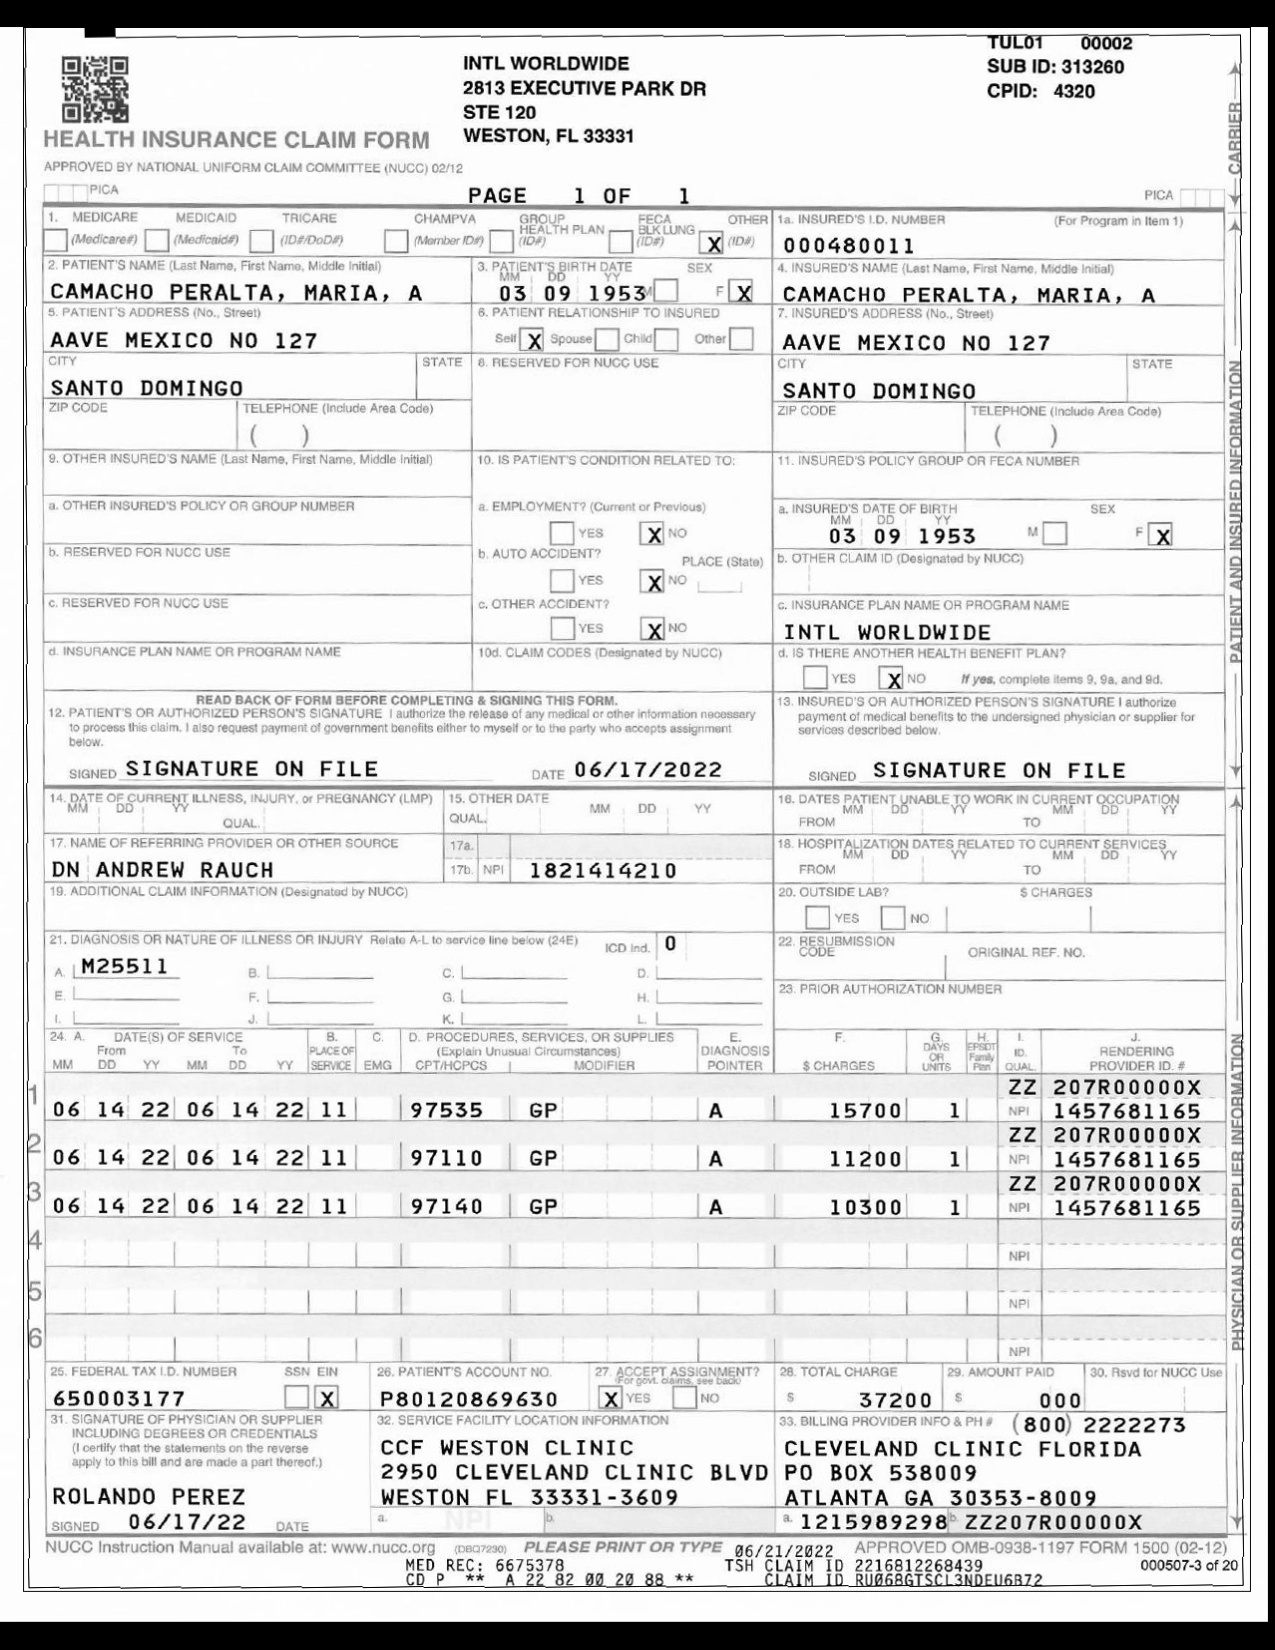 TUL01 00002
INTL WORLDWIDE
SUB ID: 313260
2813 EXECUTIVE PARK DR
CPID: 4320
STE 120
WESTON, FL 33331
HEALTH INSURANCE CLAIM FORM
APPROVED BY NATIONAL UNIFORM CLAIM COMMITTEE (NUCC) 02/12
PICA
PAGE 1 OF 1
PICA
CARRIER
1. MEDICARE MEDICAID TRICARE CHAMPVA GROUP HEALTH PLAN FECA BLK LUNG OTHER
(Medicare#) (Medicaid#) (ID#/DoD#) (Member ID#) (ID#) (ID#) X (ID#)
1a. INSURED'S I.D. NUMBER (For Program in Item 1)
000480011
2. PATIENT'S NAME (Last Name, First Name, Middle Initial)
CAMACHO PERALTA, MARIA, A
3. PATIENT'S BIRTH DATE SEX
MM DD YY
03 09 1953 M F X
4. INSURED'S NAME (Last Name, First Name, Middle Initial)
CAMACHO PERALTA, MARIA, A
5. PATIENT'S ADDRESS (No., Street)
AAVE MEXICO NO 127
6. PATIENT RELATIONSHIP TO INSURED
Self X Spouse Child Other
7. INSURED'S ADDRESS (No., Street)
AAVE MEXICO NO 127
CITY STATE
SANTO DOMINGO
8. RESERVED FOR NUCC USE
CITY STATE
SANTO DOMINGO
ZIP CODE TELEPHONE (Include Area Code)
( )
ZIP CODE TELEPHONE (Include Area Code)
( )
9. OTHER INSURED'S NAME (Last Name, First Name, Middle Initial)
10. IS PATIENT'S CONDITION RELATED TO:
11. INSURED'S POLICY GROUP OR FECA NUMBER
a. OTHER INSURED'S POLICY OR GROUP NUMBER
a. EMPLOYMENT? (Current or Previous)
YES X NO
a. INSURED'S DATE OF BIRTH SEX
MM DD YY
03 09 1953 M F X
b. RESERVED FOR NUCC USE
b. AUTO ACCIDENT? PLACE (State)
YES X NO
b. OTHER CLAIM ID (Designated by NUCC)
c. RESERVED FOR NUCC USE
c. OTHER ACCIDENT?
YES X NO
c. INSURANCE PLAN NAME OR PROGRAM NAME
INTL WORLDWIDE
d. INSURANCE PLAN NAME OR PROGRAM NAME
10d. CLAIM CODES (Designated by NUCC)
d. IS THERE ANOTHER HEALTH BENEFIT PLAN?
YES X NO If yes, complete items 9, 9a, and 9d.
PATIENT AND INSURED INFORMATION
READ BACK OF FORM BEFORE COMPLETING & SIGNING THIS FORM.
12. PATIENT'S OR AUTHORIZED PERSON'S SIGNATURE I authorize the release of any medical or other information necessary
to process this claim. I also request payment of government benefits either to myself or to the party who accepts assignment
below.
SIGNED SIGNATURE ON FILE DATE 06/17/2022
13. INSURED'S OR AUTHORIZED PERSON'S SIGNATURE I authorize
payment of medical benefits to the undersigned physician or supplier for
services described below.
SIGNED SIGNATURE ON FILE
14. DATE OF CURRENT ILLNESS, INJURY, or PREGNANCY (LMP)
MM DD YY QUAL.
15. OTHER DATE
QUAL. MM DD YY
16. DATES PATIENT UNABLE TO WORK IN CURRENT OCCUPATION
MM DD YY MM DD YY
FROM TO
17. NAME OF REFERRING PROVIDER OR OTHER SOURCE
DN ANDREW RAUCH
17a.
17b. NPI 1821414210
18. HOSPITALIZATION DATES RELATED TO CURRENT SERVICES
MM DD YY MM DD YY
FROM TO
19. ADDITIONAL CLAIM INFORMATION (Designated by NUCC)
20. OUTSIDE LAB? $ CHARGES
YES NO
21. DIAGNOSIS OR NATURE OF ILLNESS OR INJURY Relate A-L to service line below (24E) ICD Ind. 0
A. M25511 B. C. D.
E. F. G. H.
I. J. K. L.
22. RESUBMISSION CODE ORIGINAL REF. NO.
23. PRIOR AUTHORIZATION NUMBER
24. A. DATE(S) OF SERVICE B. C. D. PROCEDURES, SERVICES, OR SUPPLIES E. F. G. H. I. J.
From To PLACE OF (Explain Unusual Circumstances) DIAGNOSIS DAYS OR UNITS EPSDT Family Plan ID. RENDERING
MM DD YY MM DD YY SERVICE EMG CPT/HCPCS MODIFIER POINTER $ CHARGES QUAL. PROVIDER ID. #
ZZ 207R00000X
1 06 14 22 06 14 22 11 97535 GP A 15700 1 NPI 1457681165
ZZ 207R00000X
2 06 14 22 06 14 22 11 97110 GP A 11200 1 NPI 1457681165
ZZ 207R00000X
3 06 14 22 06 14 22 11 97140 GP A 10300 1 NPI 1457681165
4 NPI
5 NPI
6 NPI
PHYSICIAN OR SUPPLIER INFORMATION
25. FEDERAL TAX I.D. NUMBER SSN EIN
650003177 X
26. PATIENT'S ACCOUNT NO.
P80120869630
27. ACCEPT ASSIGNMENT?
(For govt. claims, see back)
X YES NO
28. TOTAL CHARGE
$ 37200
29. AMOUNT PAID
$ 000
30. Rsvd for NUCC Use
31. SIGNATURE OF PHYSICIAN OR SUPPLIER
INCLUDING DEGREES OR CREDENTIALS
(I certify that the statements on the reverse
apply to this bill and are made a part thereof.)
ROLANDO PEREZ
SIGNED 06/17/22 DATE
32. SERVICE FACILITY LOCATION INFORMATION
CCF WESTON CLINIC
2950 CLEVELAND CLINIC BLVD
WESTON FL 33331-3609
a. NPI b.
33. BILLING PROVIDER INFO & PH # (800) 2222273
CLEVELAND CLINIC FLORIDA
PO BOX 538009
ATLANTA GA 30353-8009
a. 1215989298 b. ZZ207R00000X
NUCC Instruction Manual available at: www.nucc.org (DBQ7230) PLEASE PRINT OR TYPE 06/21/2022 APPROVED OMB-0938-1197 FORM 1500 (02-12)
MED REC: 6675378 TSH CLAIM ID 2216812268439 000507-3 of 20
CD P ** A 22 82 00 20 88 ** CLAIM ID RU068GTSCL3NDEU6B72